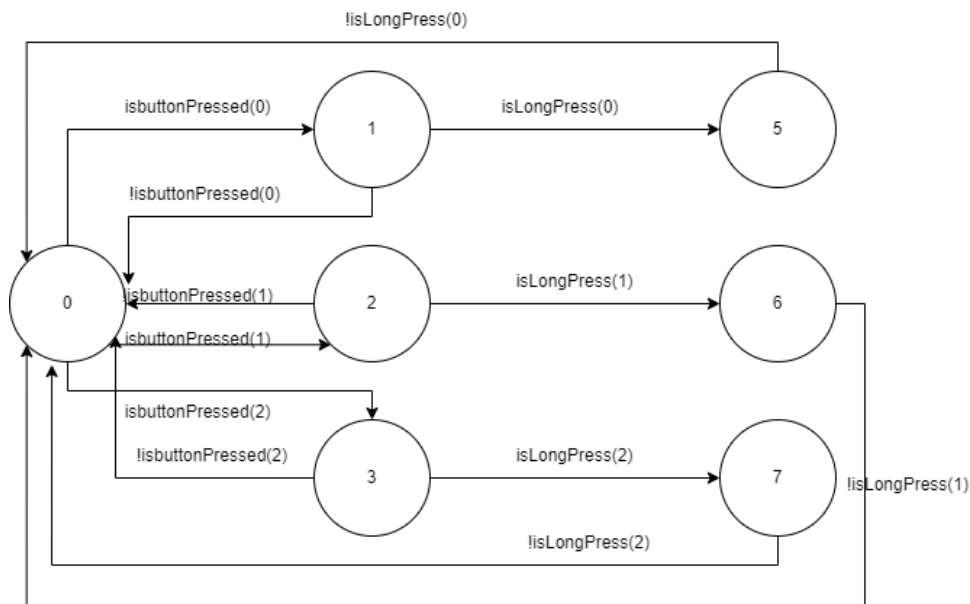 !isLongPress(0)
isbuttonPressed(0)
1
isLongPress(0)
5
!isbuttonPressed(0)
0
!isbuttonPressed(1)
2
isLongPress(1)
6
isbuttonPressed(1)
isbuttonPressed(2)
!isbuttonPressed(2)
3
isLongPress(2)
7
!isLongPress(1)
!isLongPress(2)